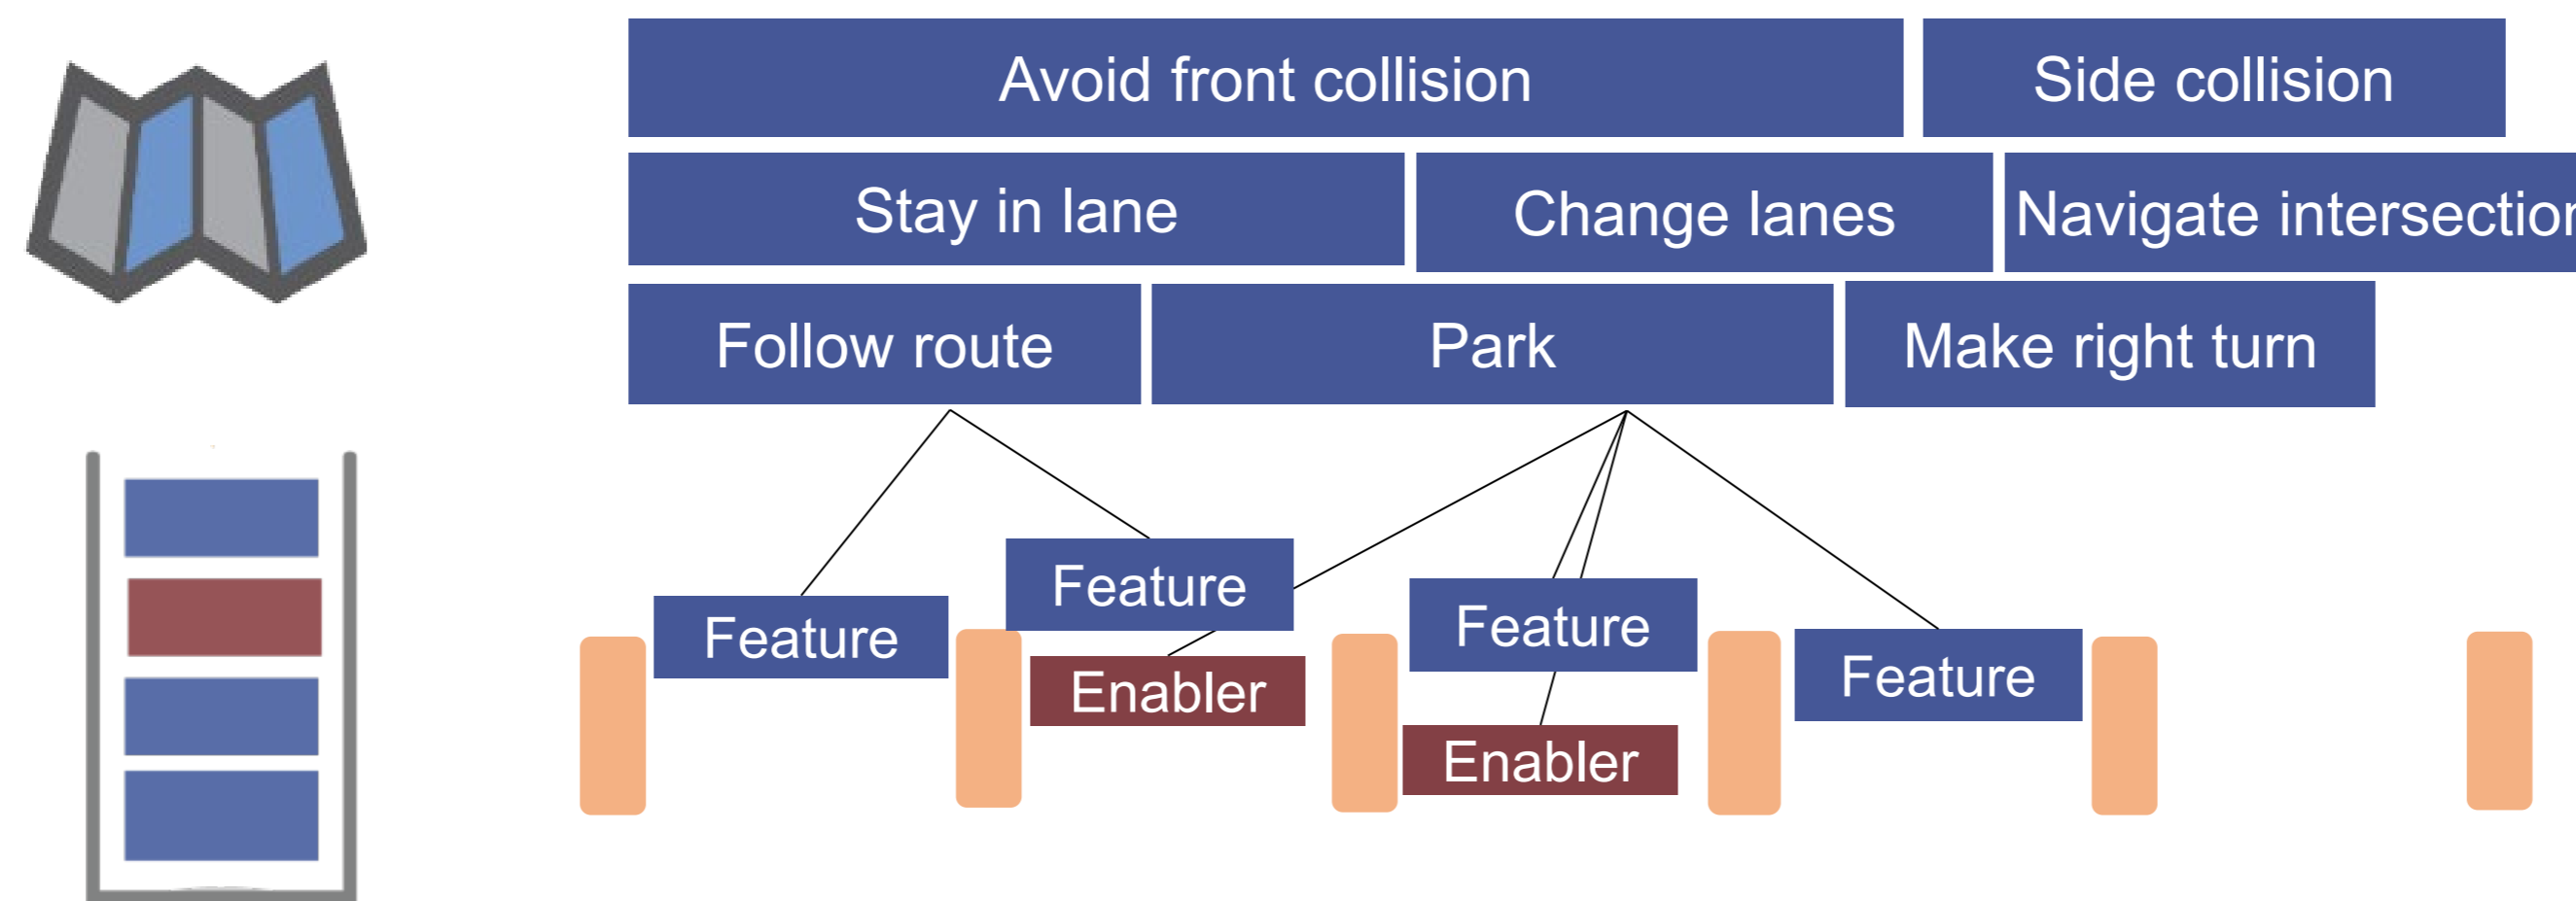 Avoid front collision
Side collision
Stay in lane
Change lanes
Navigate intersection
Follow route
Park
Make right turn
Feature
Feature
Feature
Feature
Enabler
Enabler